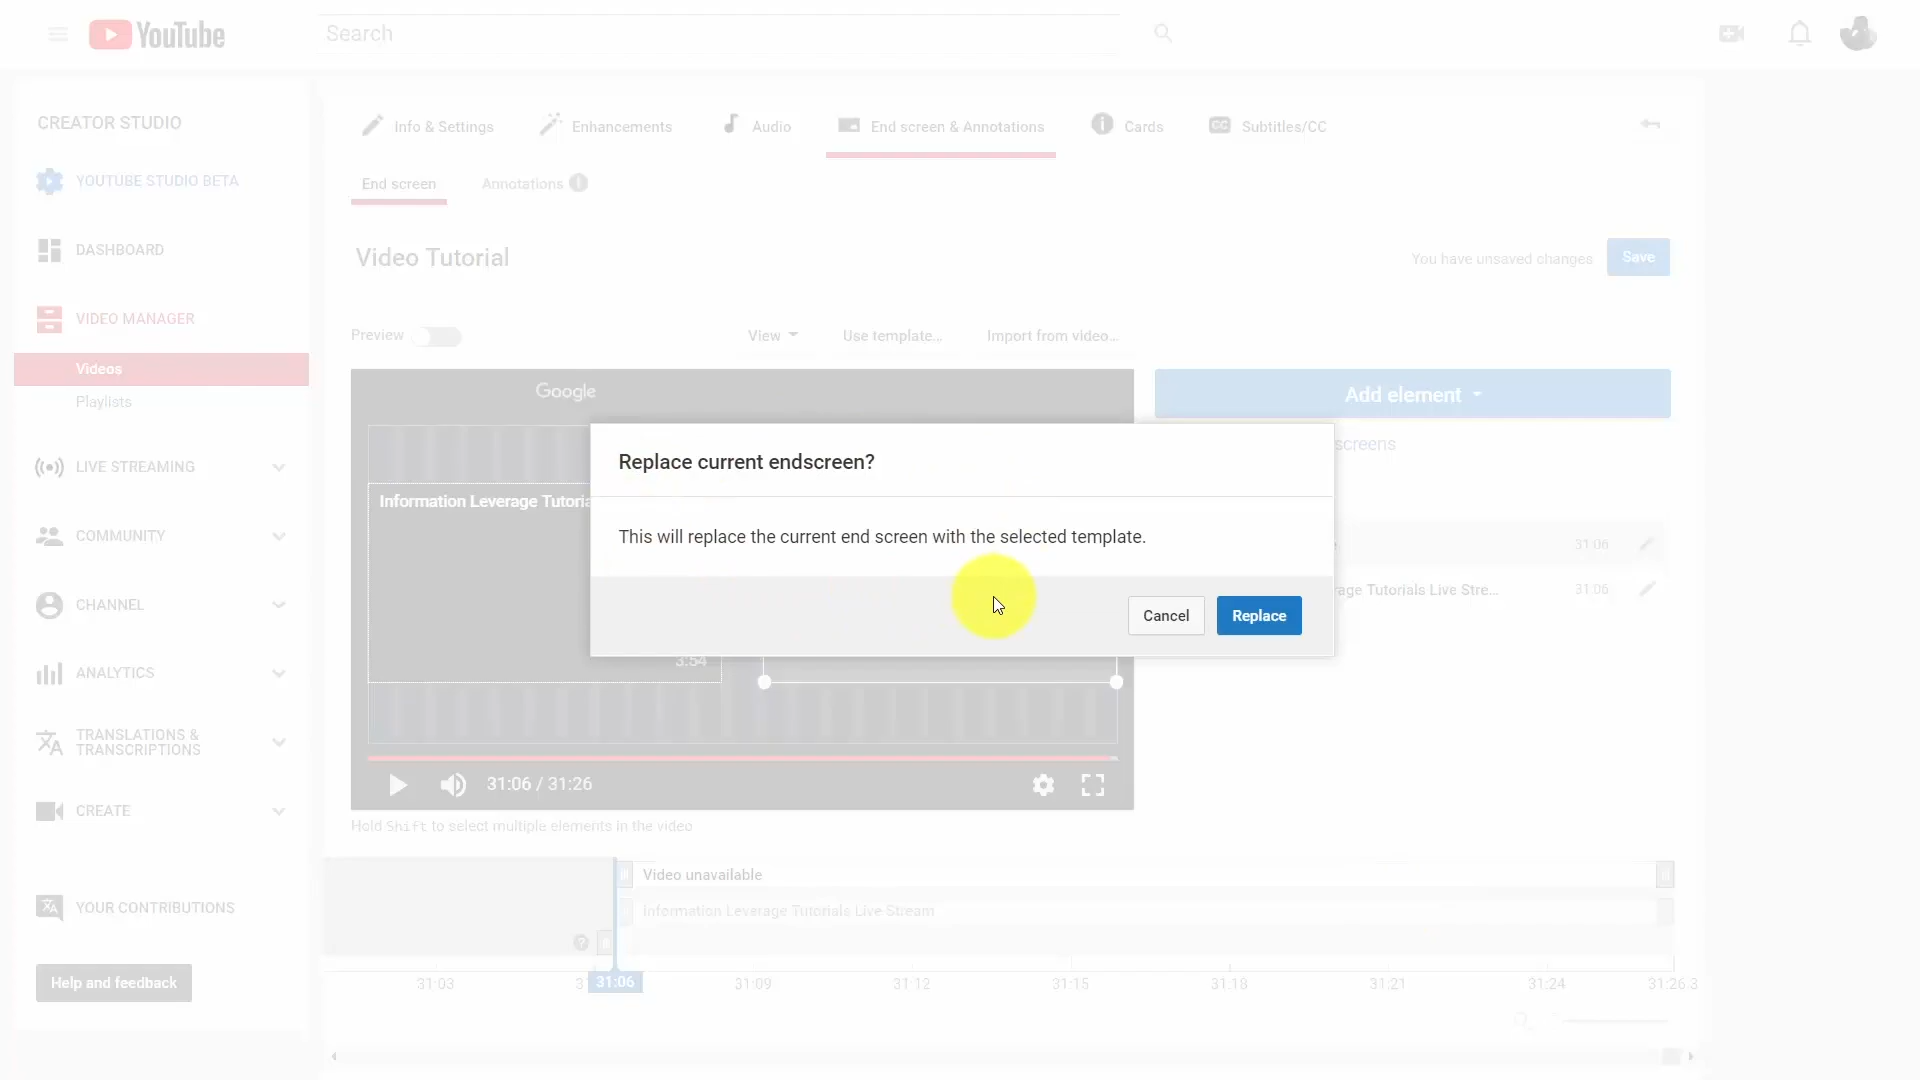 YouTube
Search
CREATOR STUDIO
YOUTUBE STUDIO BETA
DASHBOARD
VIDEO MANAGER
Videos
Playlists
LIVE STREAMING
COMMUNITY
CHANNEL
ANALYTICS
TRANSLATIONS &
TRANSCRIPTIONS
CREATE
YOUR CONTRIBUTIONS
Help and feedback
Info & Settings
Enhancements
Audio
End screen & Annotations
Cards
CC
Subtitles/CC
End screen
Annotations
Video Tutorial
You have unsaved changes
Save
Preview
View
Use template...
Import from video...
Google
Add element
screens
Information Leverage Tutoria
Replace current endscreen?
This will replace the current end screen with the selected template.
Cancel
Replace
31:06
age Tutorials Live Stre...
31:06
3:54
31:06 / 31:26
Hold Shift to select multiple elements in the video
Video unavailable
Information Leverage Tutorials Live Stream
?
31:03
31:06
31:09
31:12
31:15
31:18
31:21
31:24
31:26.3